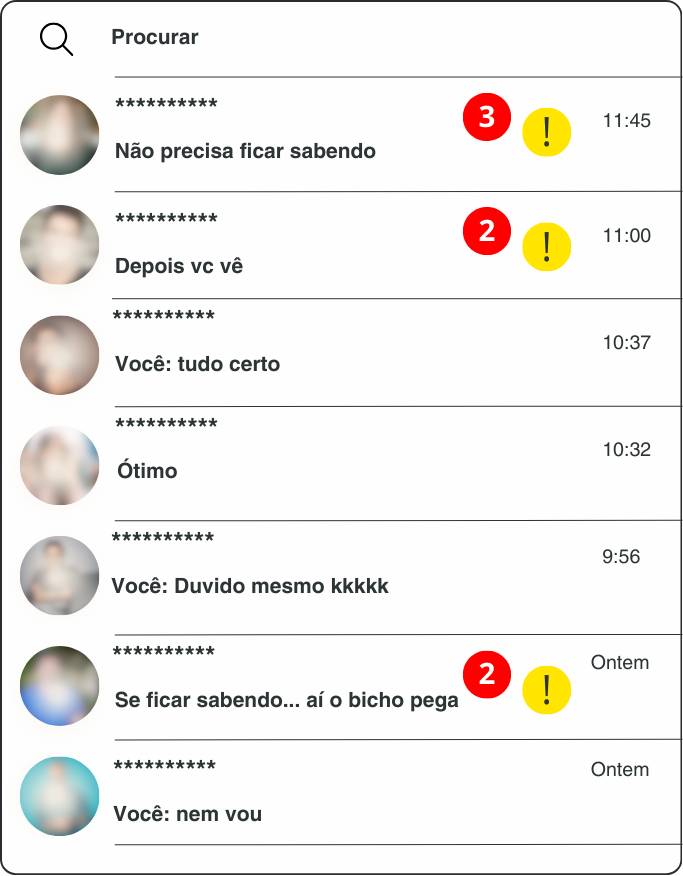 Procurar
**********
3 ! 11:45
Não precisa ficar sabendo
**********
2 ! 11:00
Depois vc vê
**********
10:37
Você: tudo certo
**********
10:32
Ótimo
**********
9:56
Você: Duvido mesmo kkkkk
**********
Ontem
2 !
Se ficar sabendo... aí o bicho pega
**********
Ontem
Você: nem vou